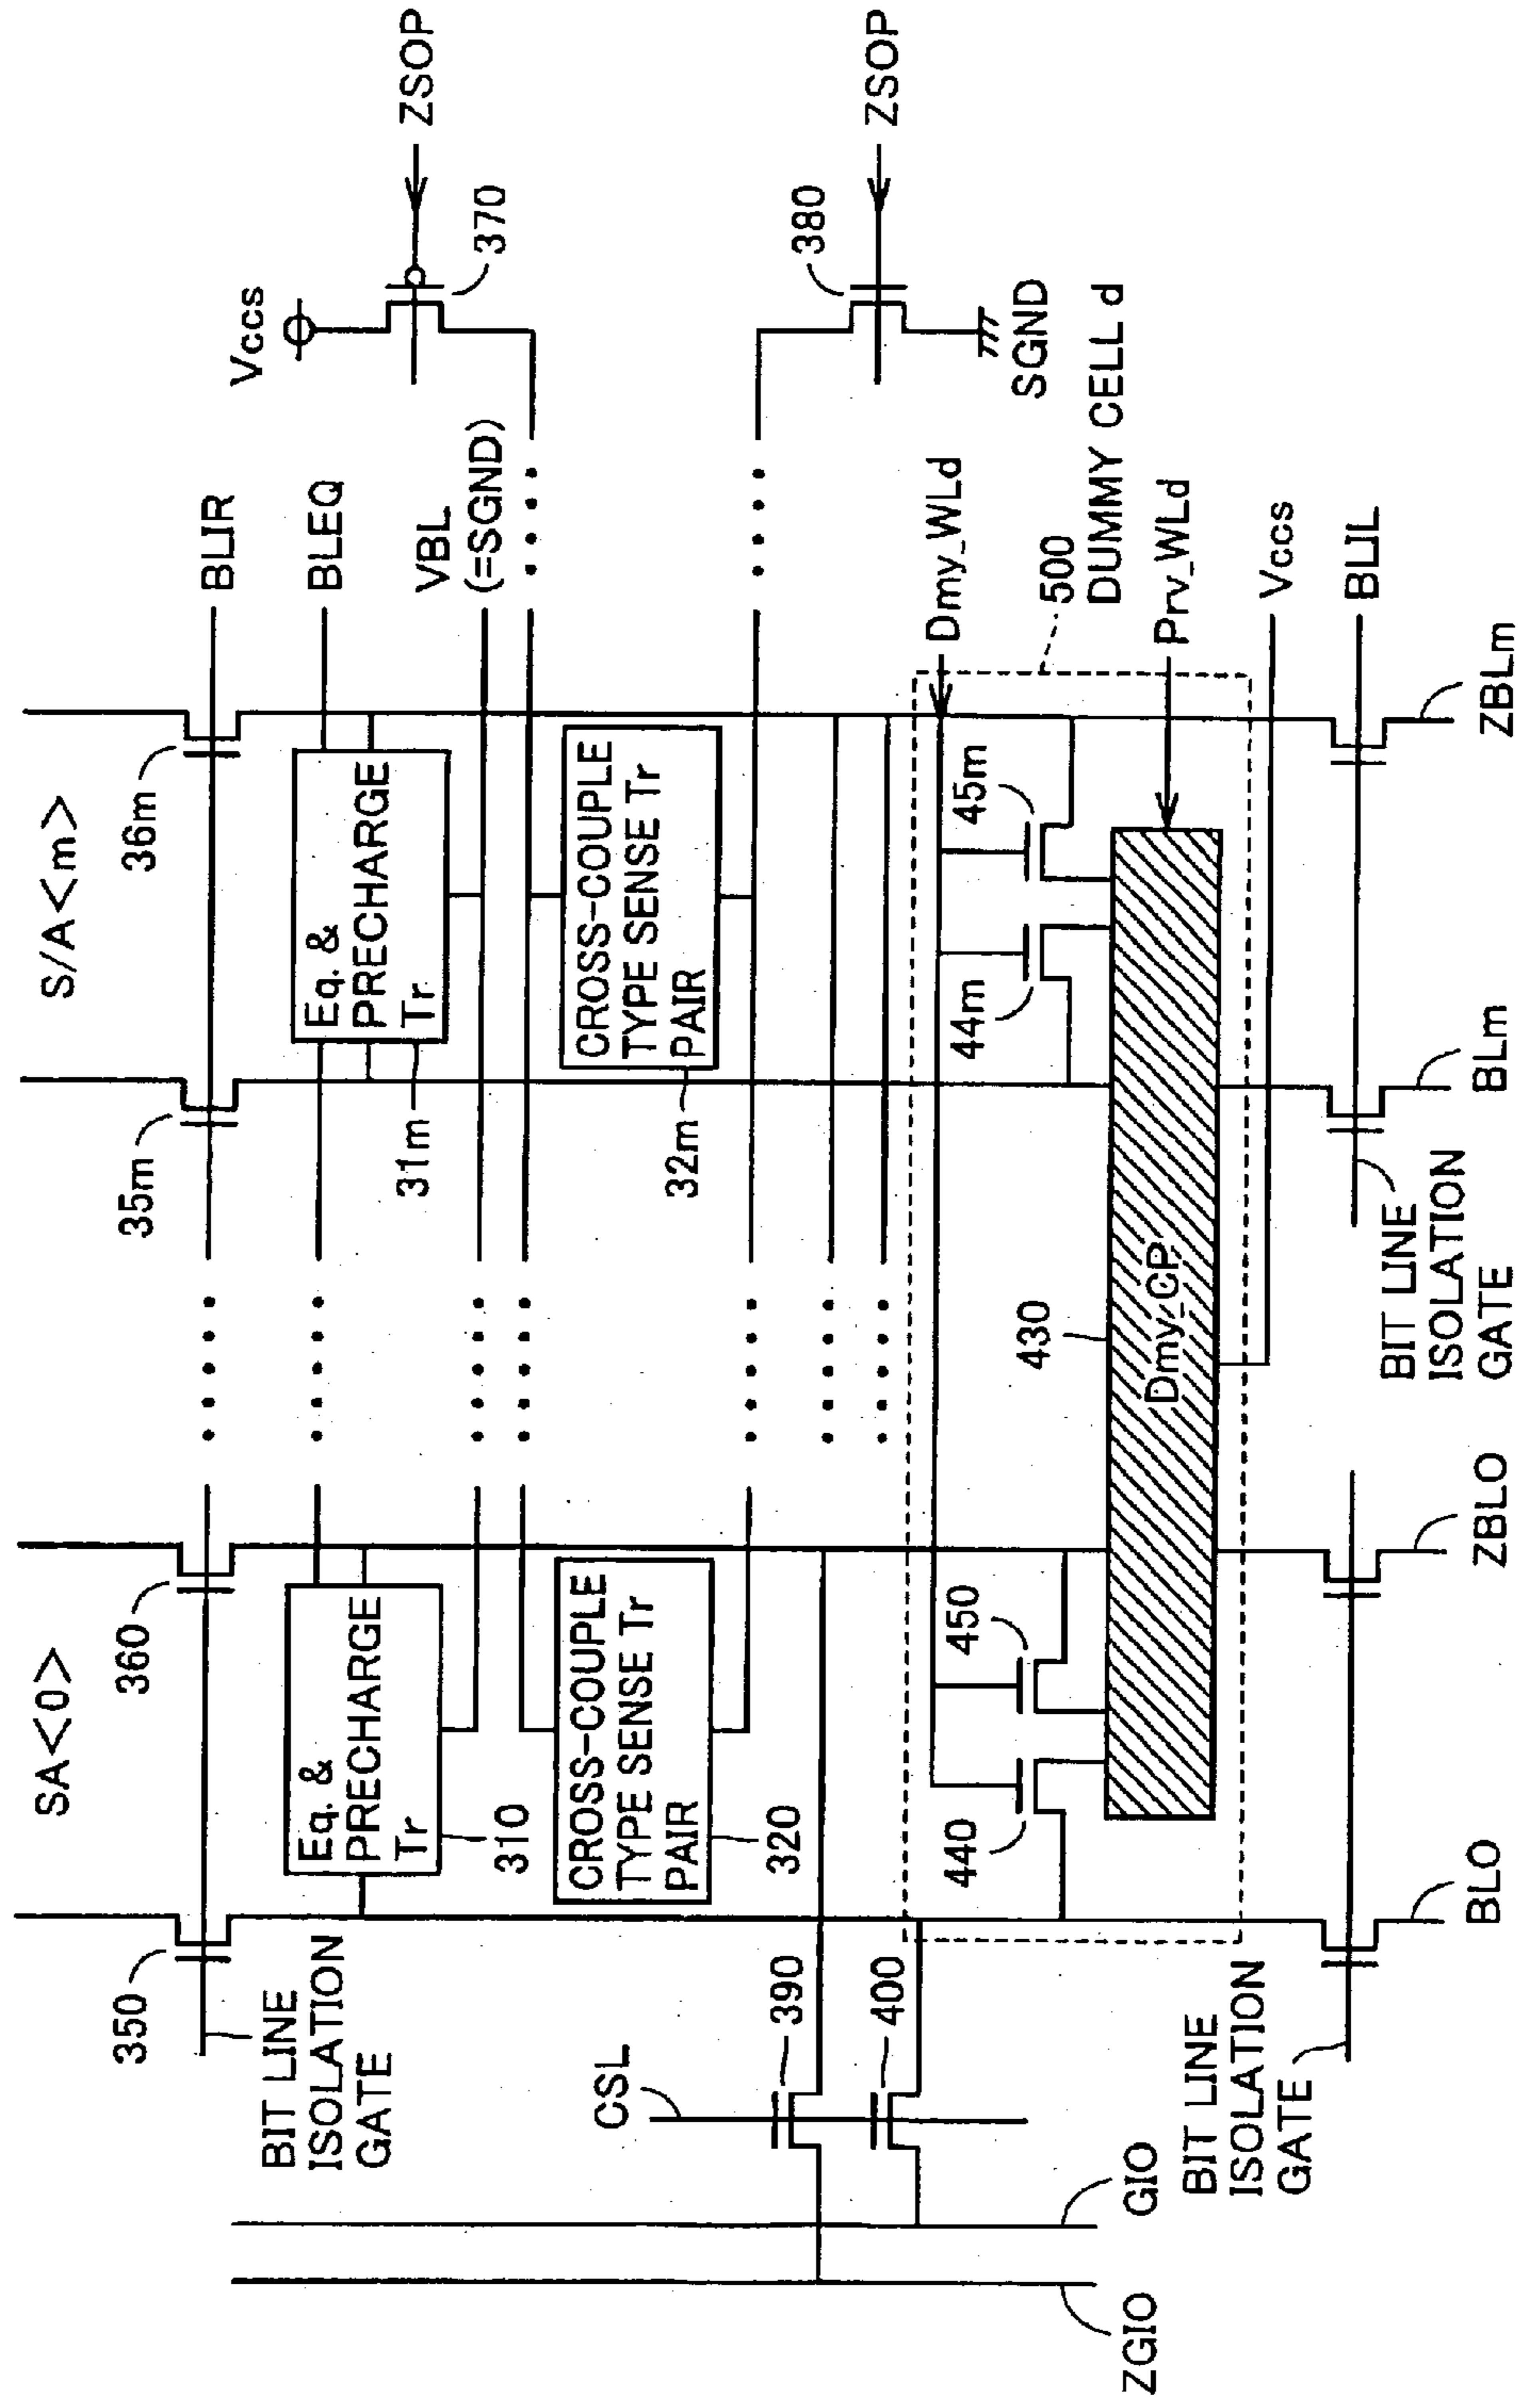 SA<0>
S/A<m>
350
360
35m
36m
BLIR
BIT LINE
ISOLATION
GATE
Eq. &
PRECHARGE
Tr
310
Eq. &
PRECHARGE
Tr
31m
BLEQ
VBL
(=SGND)
Vccs
ZSOP
370
CROSS-COUPLE
TYPE SENSE Tr
PAIR
320
CROSS-COUPLE
TYPE SENSE Tr
PAIR
32m
380
ZSOP
SGND
CSL
390
400
Dmy_WLd
500
DUMMY CELL d
440
450
44m
45m
430
Dmy_CP
Prv_WLd
Vccs
BLIL
ZGIO
GIO
BIT LINE
ISOLATION
GATE
BIT LINE
ISOLATION
GATE
BL0
ZBL0
BLm
ZBLm